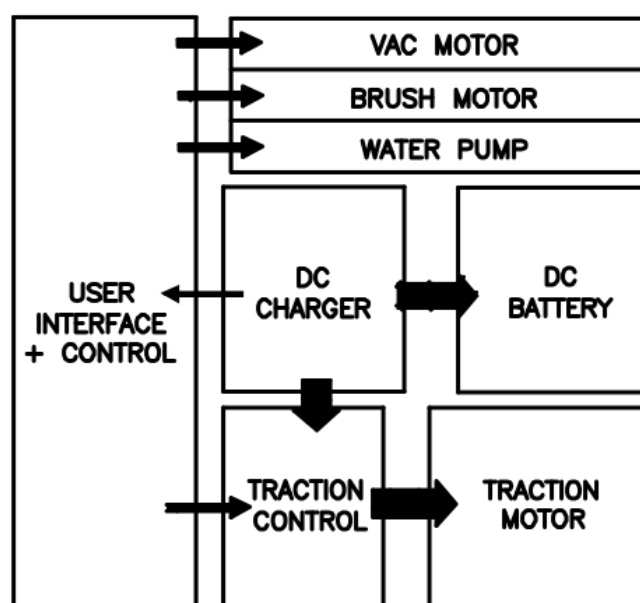 VAC MOTOR
BRUSH MOTOR
WATER PUMP
USER
INTERFACE
+ CONTROL
DC
CHARGER
DC
BATTERY
TRACTION
CONTROL
TRACTION
MOTOR